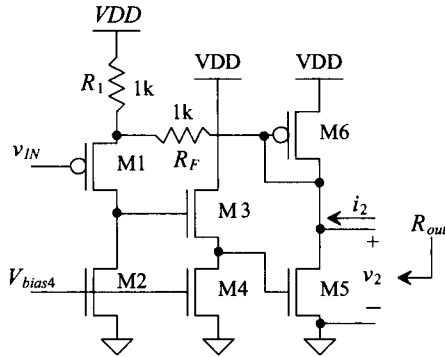 VDD
R1 1k
VDD VDD
1k
M6
vIN M1
RF
i2
M3
+
Rout
Vbias4 M2 M4 M5 v2
−